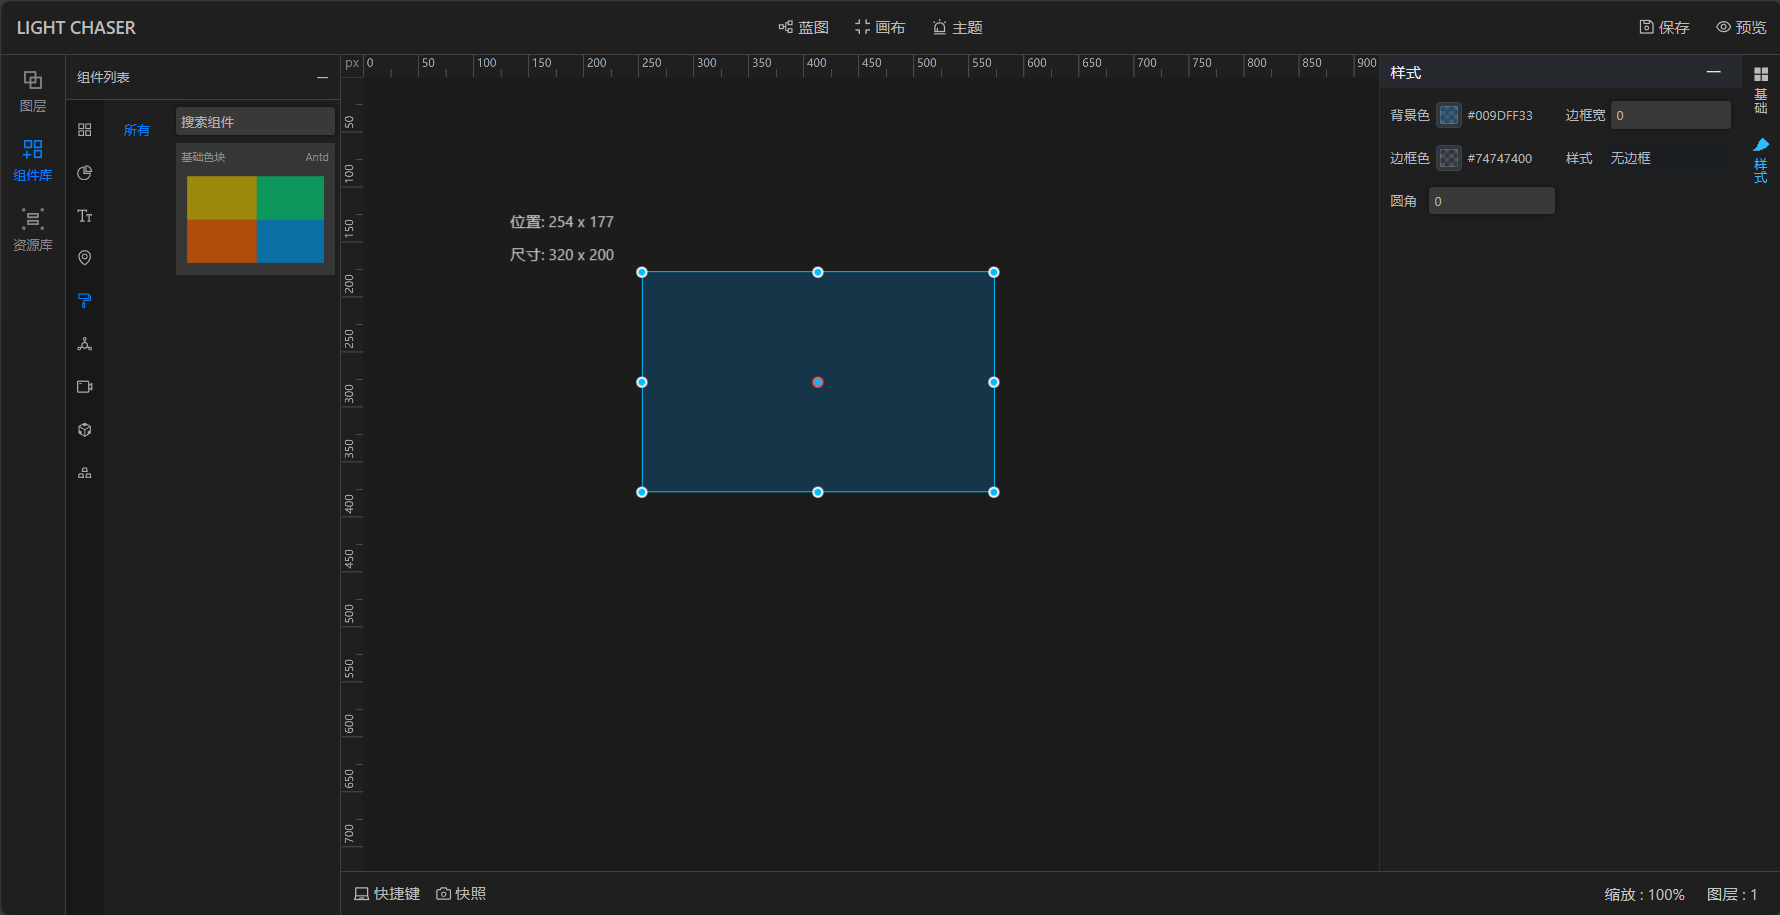 LIGHT CHASER
蓝图 画布 主题
保存 预览
图层
组件库
资源库
组件列表
所有
搜索组件
基础色块 Antd
px 0 50 100 150 200 250 300 350 400 450 500 550 600 650 700 750 800 850 900
50
100
150
200
250
300
350
400
450
500
550
600
650
700
位置: 254 x 177
尺寸: 320 x 200
样式
背景色 #009DFF33 边框宽 0
边框色 #74747400 样式 无边框
圆角 0
基础
样式
快捷键 快照
缩放 : 100% 图层 : 1